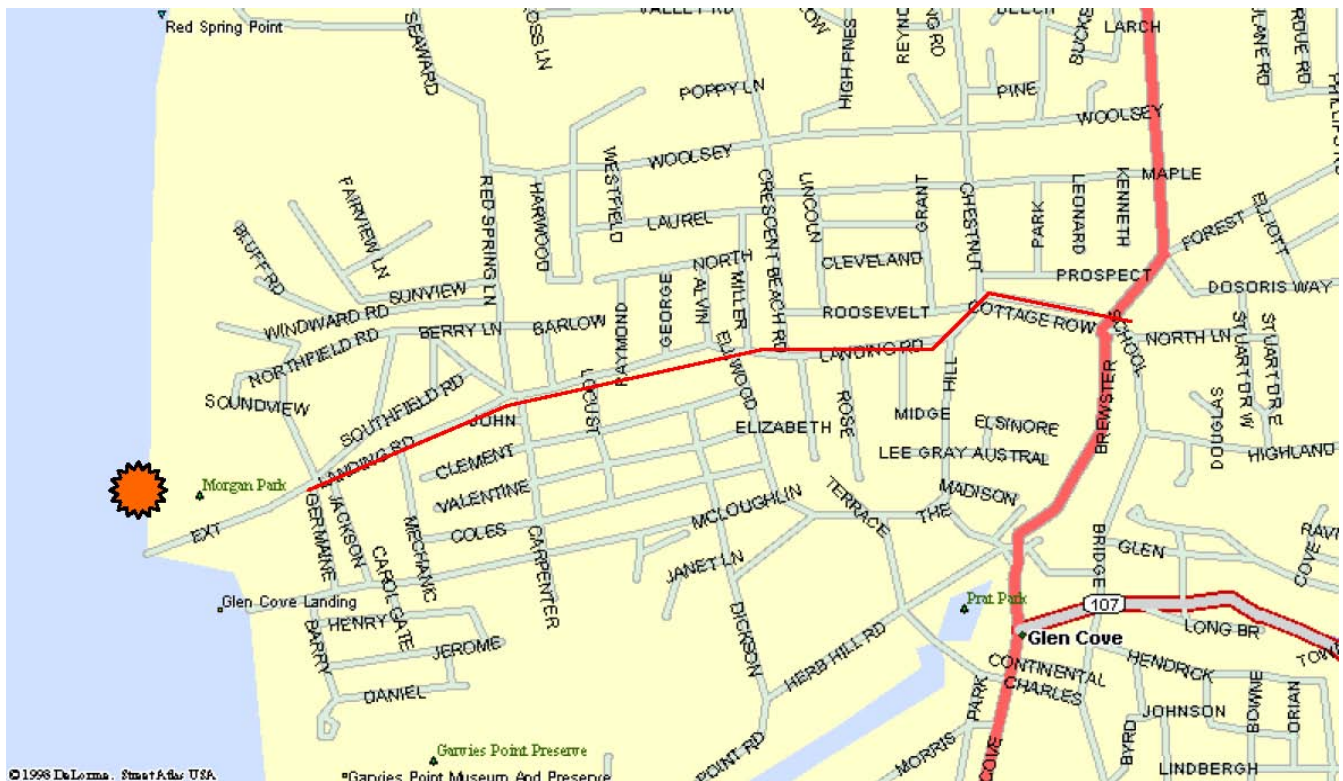 VALLEY RD
BEECH
LARCH
Red Spring Point
SEAWARD
HIGH PNES
POPPY LN
PINE
WOOLSEY
WOOLSEY
MAPLE
WESTFIELD
HARWOOD
RED SPRING LN
CRESCENT BEACH RD
LINCOLN
GRANT
CHESTNUT
PARK
LEONARD
KENNETH
FAIRVIEW LN
LAUREL
FOREST
ELLIOTT
BLUFF RD
NORTH
CLEVELAND
PROSPECT
SUNVIEW
GEORGE
MILLER
DOSORIS WAY
WINDWARD RD
BERRY LN
BARLOW
RAYMOND
ROOSEVELT
COTTAGE ROW
SCHOOL
NORTH LN
STUART DR W
STUART DR E
NORTHFIELD RD
ELLWOOD
LANDING RD
HILL
SOUNDVIEW
SOUTHFIELD RD
LOCUST
ROSE
MIDGE
BREWSTER
DOUGLAS
JOHN
ELIZABETH
ELSINORE
HIGHLAND
LANDING RD
CLEMENT
LEE GRAY AUSTRAL
Morgan Park
VALENTINE
MCLOUGHLIN
TERRACE
THE
MADISON
EXT
GERMAINE
JACKSON
MECHANIC
COLES
CARPENTER
BRIDGE
GLEN
COVE
CAROL GATE
JANET LN
Glen Cove Landing
HENRY
DICKSON
Prat Park
107
LONG BR
BARRY
JEROME
HERB HILL RD
Glen Cove
CONTINENTAL
HENDRICK
DANIEL
PARK
CHARLES
JOHNSON
BOWNE
ORIAN
BYRD
MORRIS
COVE
LINDBERGH
Garvies Point Preserve
POINT RD
Garvies Point Museum And Preserve
© 1998 DeLorme. Street Atlas USA